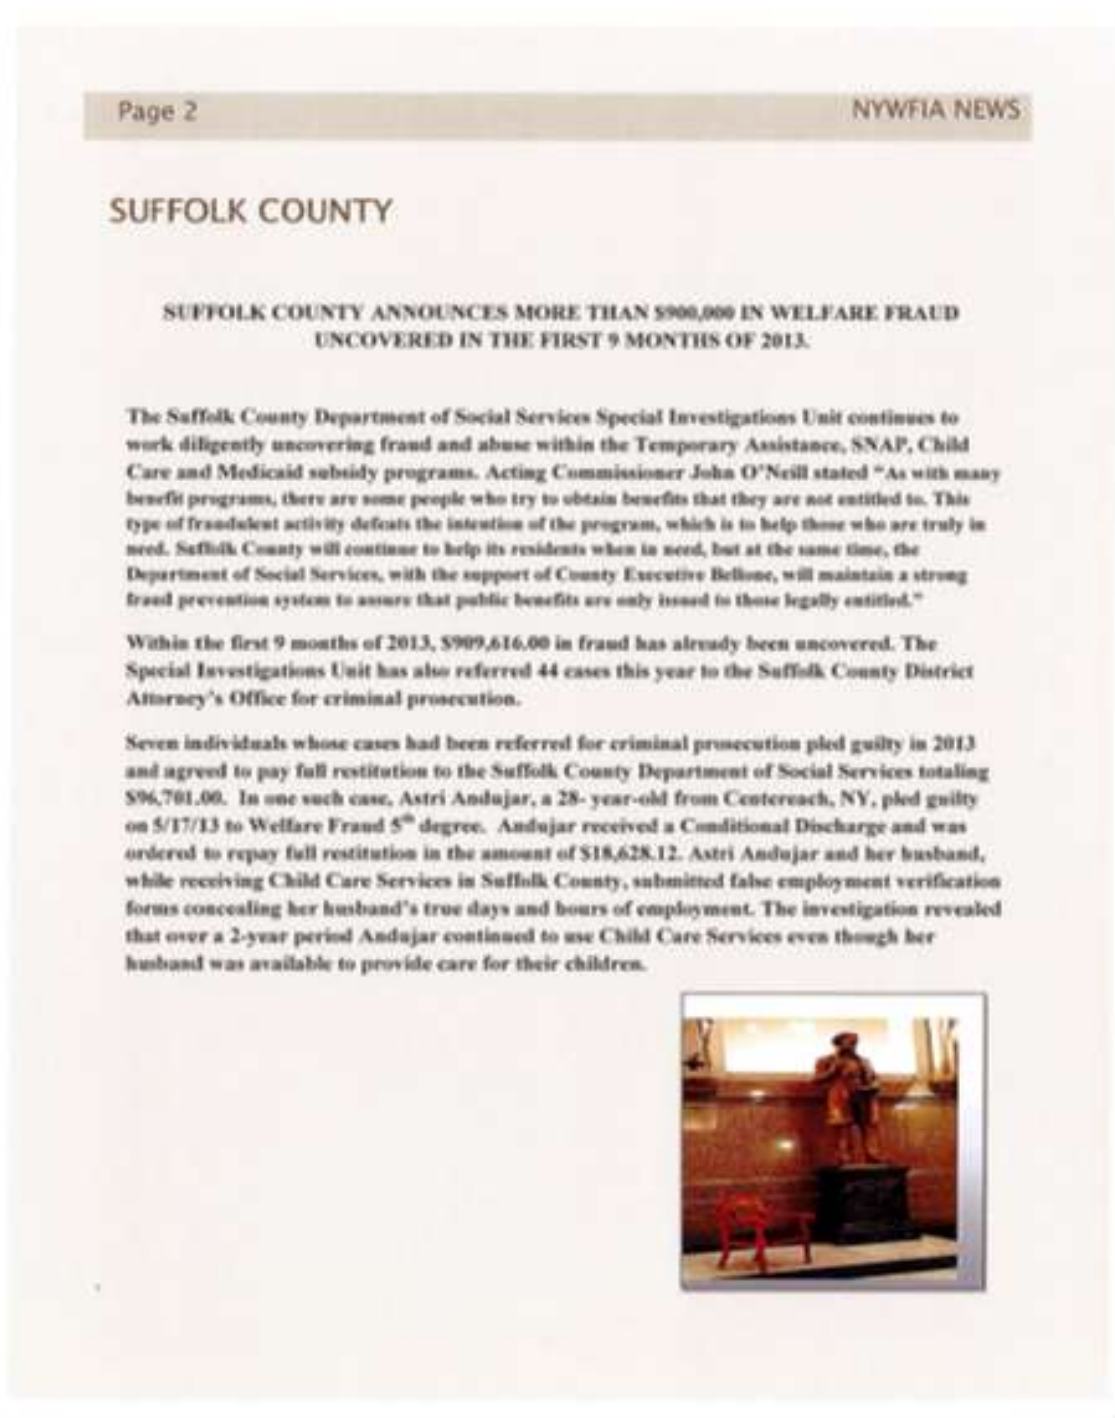 Page 2
NYWFIA NEWS
SUFFOLK COUNTY
SUFFOLK COUNTY ANNOUNCES MORE THAN $900,000 IN WELFARE FRAUD
UNCOVERED IN THE FIRST 9 MONTHS OF 2013.
The Suffolk County Department of Social Services Special Investigations Unit continues to
work diligently uncovering fraud and abuse within the Temporary Assistance, SNAP, Child
Care and Medicaid subsidy programs. Acting Commissioner John O'Neill stated “As with many
benefit programs, there are some people who try to obtain benefits that they are not entitled to. This
type of fraudulent activity defeats the intention of the program, which is to help those who are truly in
need. Suffolk County will continue to help its residents when in need, but at the same time, the
Department of Social Services, with the support of County Executive Bellone, will maintain a strong
fraud prevention system to assure that public benefits are only issued to those legally entitled.”
Within the first 9 months of 2013, $909,616.00 in fraud has already been uncovered. The
Special Investigations Unit has also referred 44 cases this year to the Suffolk County District
Attorney's Office for criminal prosecution.
Seven individuals whose cases had been referred for criminal prosecution pled guilty in 2013
and agreed to pay full restitution to the Suffolk County Department of Social Services totaling
$96,701.00. In one such case, Astri Andujar, a 28- year-old from Centereach, NY, pled guilty
on 5/17/13 to Welfare Fraud 5th degree. Andujar received a Conditional Discharge and was
ordered to repay full restitution in the amount of $18,628.12. Astri Andujar and her husband,
while receiving Child Care Services in Suffolk County, submitted false employment verification
forms concealing her husband's true days and hours of employment. The investigation revealed
that over a 2-year period Andujar continued to use Child Care Services even though her
husband was available to provide care for their children.